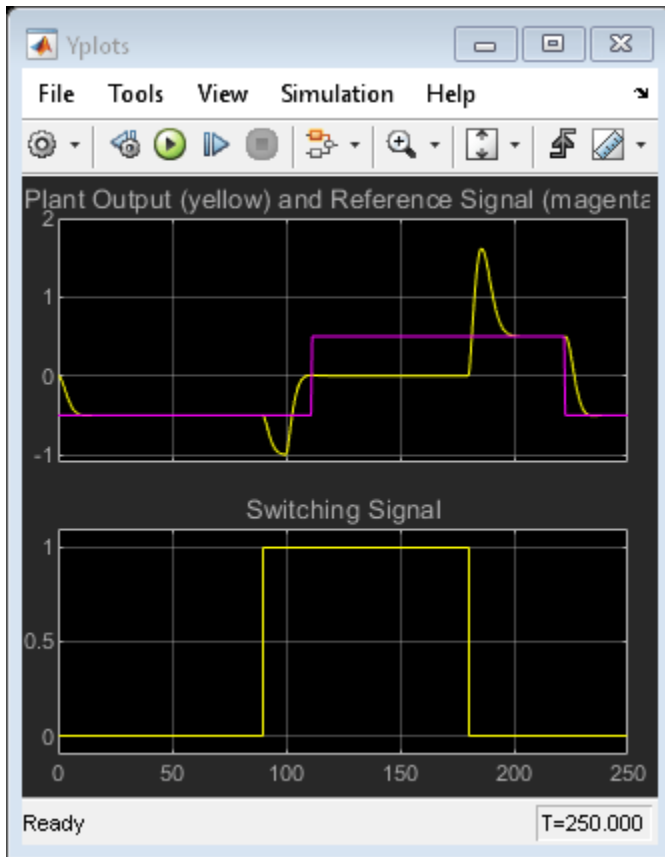 Yplots
File Tools View Simulation Help
Plant Output (yellow) and Reference Signal (magenta
2
1
0
-1
Switching Signal
1
0.5
0
0 50 100 150 200 250
Ready T=250.000